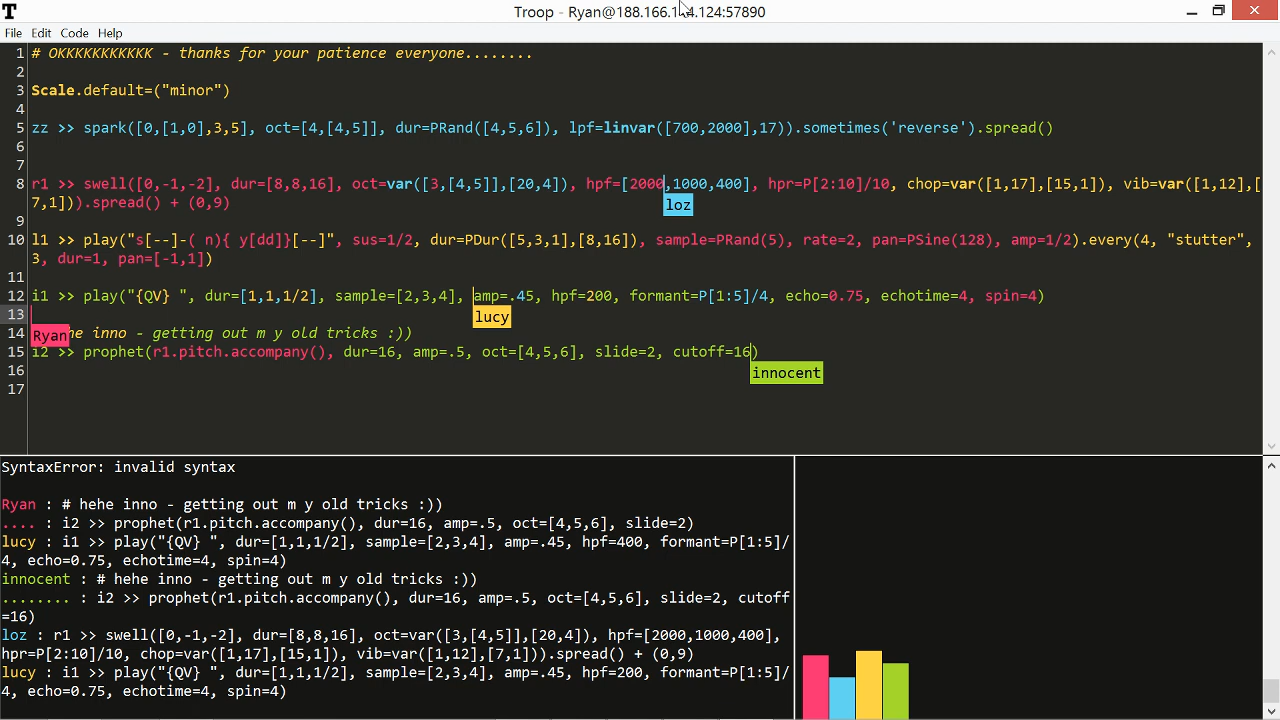 T
Troop - Ryan@188.166.1 4.124:57890
File Edit Code Help
1 # OKKKKKKKKKKK - thanks for your patience everyone........
2
3 Scale.default=("minor")
4
5 zz >> spark([0,[1,0],3,5], oct=[4,[4,5]], dur=PRand([4,5,6]), lpf=linvar([700,2000],17)).sometimes('reverse').spread()
6
7
8 r1 >> swell([0,-1,-2], dur=[8,8,16], oct=var([3,[4,5]],[20,4]), hpf=[2000,1000,400], hpr=P[2:10]/10, chop=var([1,17],[15,1]), vib=var([1,12],[
7,1])).spread() + (0,9)
loz
9
10 l1 >> play("s[--]-( n){ y[dd]}[--]", sus=1/2, dur=PDur([5,3,1],[8,16]), sample=PRand(5), rate=2, pan=PSine(128), amp=1/2).every(4, "stutter",
3, dur=1, pan=[-1,1])
11
12 i1 >> play("{QV} ", dur=[1,1,1/2], sample=[2,3,4], amp=.45, hpf=200, formant=P[1:5]/4, echo=0.75, echotime=4, spin=4)
13
lucy
14 he inno - getting out m y old tricks :))
Ryan
15 i2 >> prophet(r1.pitch.accompany(), dur=16, amp=.5, oct=[4,5,6], slide=2, cutoff=16)
16
innocent
17
SyntaxError: invalid syntax
Ryan : # hehe inno - getting out m y old tricks :))
.... : i2 >> prophet(r1.pitch.accompany(), dur=16, amp=.5, oct=[4,5,6], slide=2)
lucy : i1 >> play("{QV} ", dur=[1,1,1/2], sample=[2,3,4], amp=.45, hpf=400, formant=P[1:5]/
4, echo=0.75, echotime=4, spin=4)
innocent : # hehe inno - getting out m y old tricks :))
........ : i2 >> prophet(r1.pitch.accompany(), dur=16, amp=.5, oct=[4,5,6], slide=2, cutoff
=16)
loz : r1 >> swell([0,-1,-2], dur=[8,8,16], oct=var([3,[4,5]],[20,4]), hpf=[2000,1000,400],
hpr=P[2:10]/10, chop=var([1,17],[15,1]), vib=var([1,12],[7,1])).spread() + (0,9)
lucy : i1 >> play("{QV} ", dur=[1,1,1/2], sample=[2,3,4], amp=.45, hpf=200, formant=P[1:5]/
4, echo=0.75, echotime=4, spin=4)